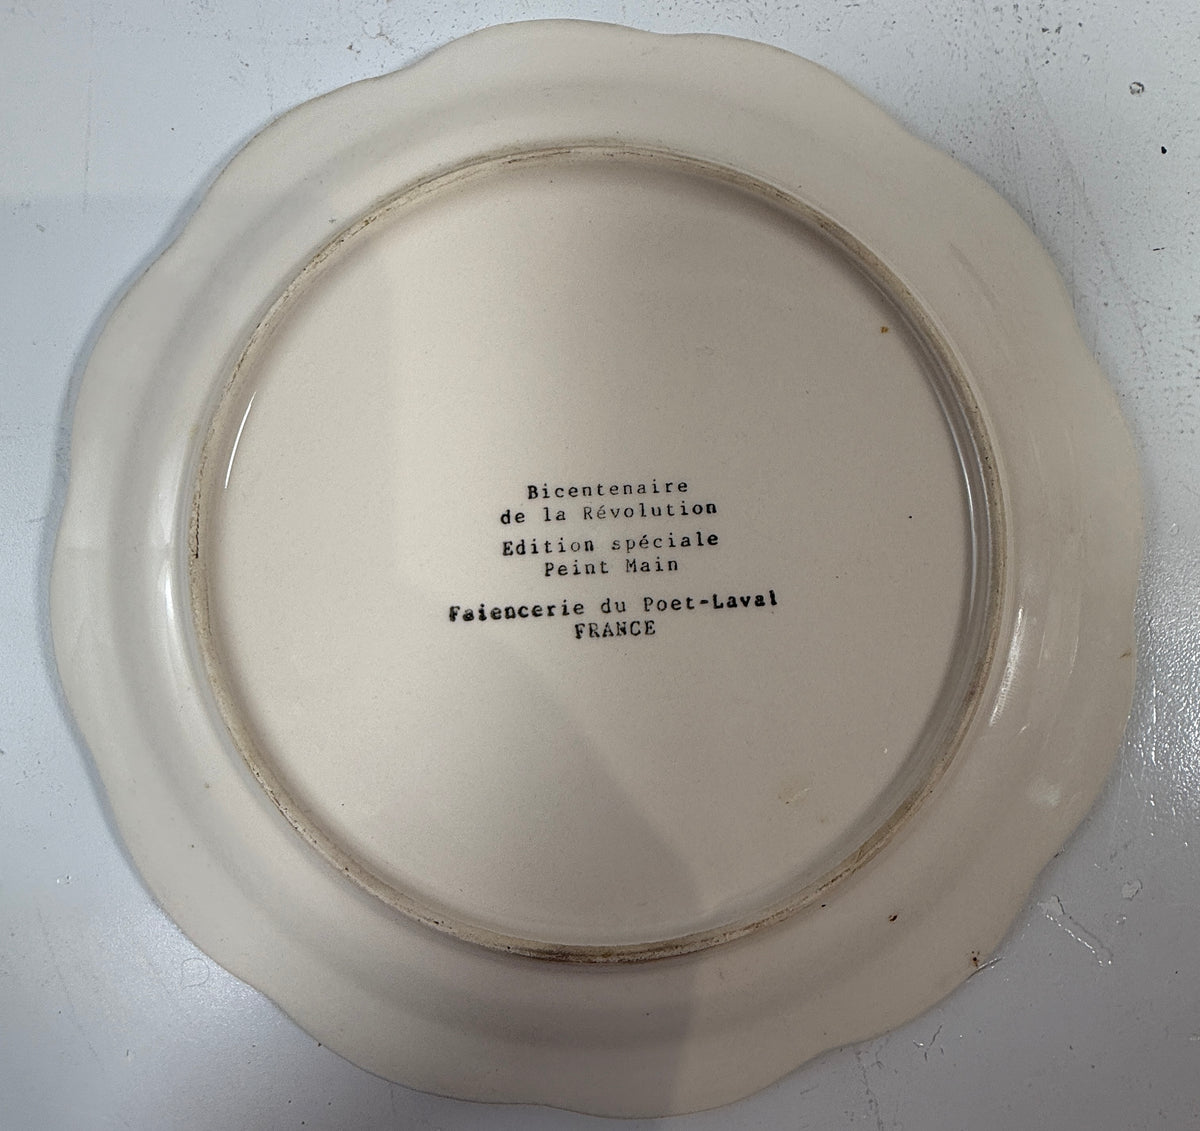 Bicentenaire
de la Révolution
Edition spéciale
Peint Main
Faiencerie du Poet-Laval
FRANCE